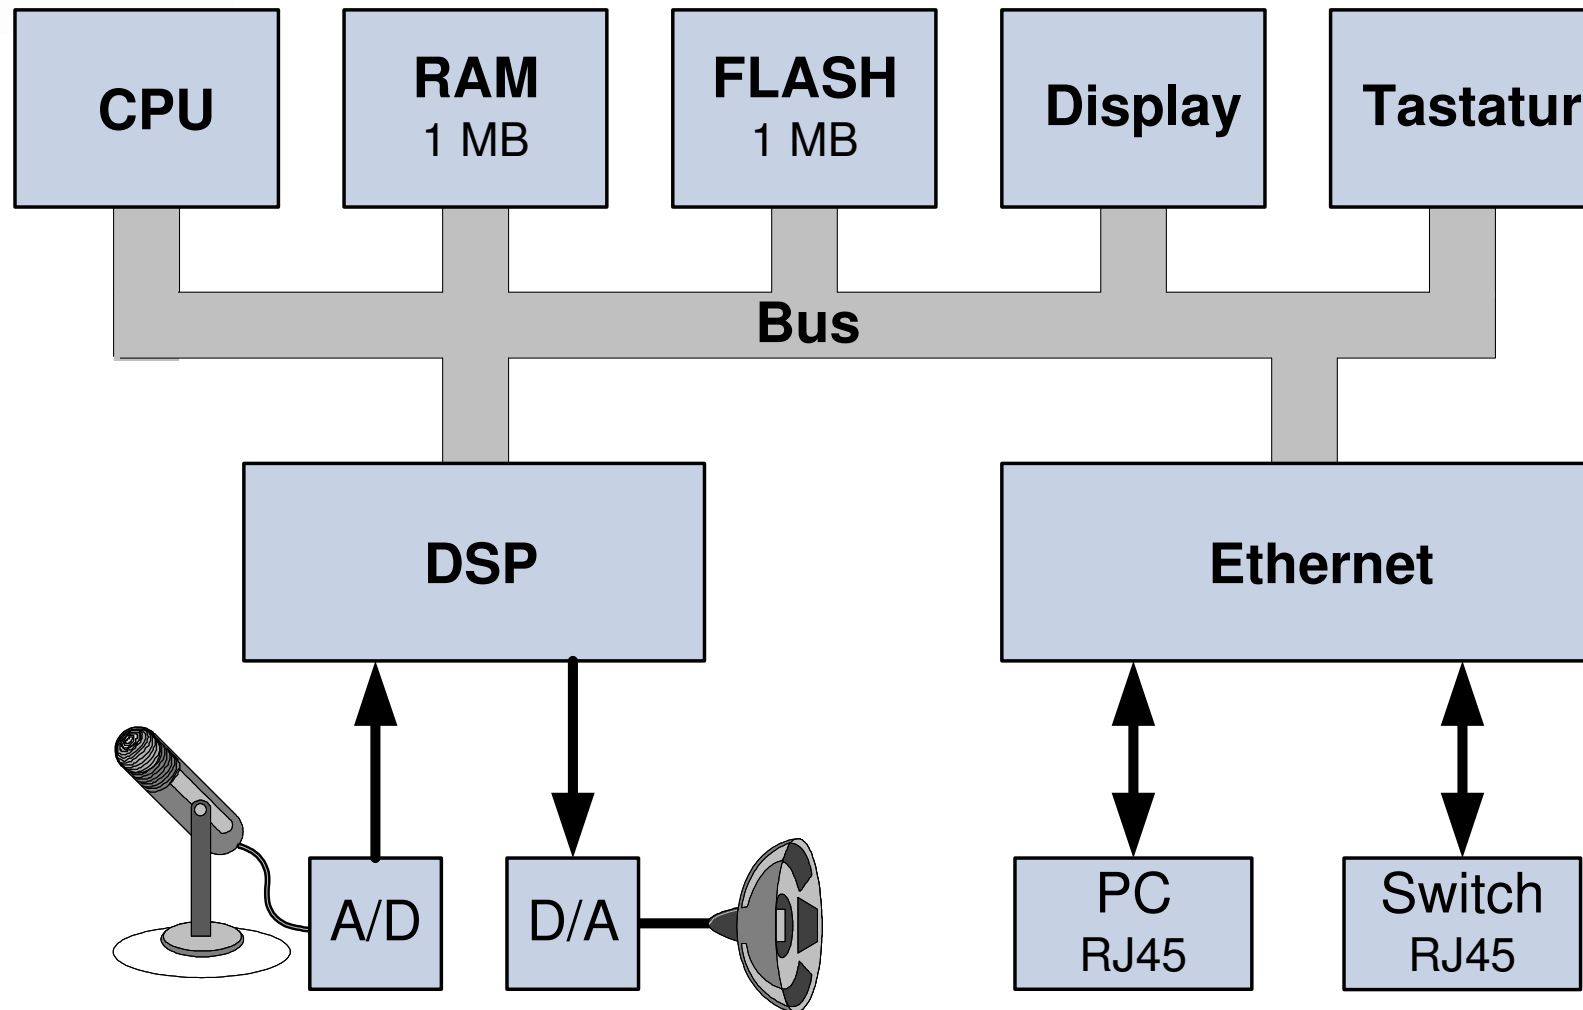 CPU
RAM
1 MB
FLASH
1 MB
Display
Tastatur
Bus
DSP
Ethernet
A/D
D/A
PC
RJ45
Switch
RJ45